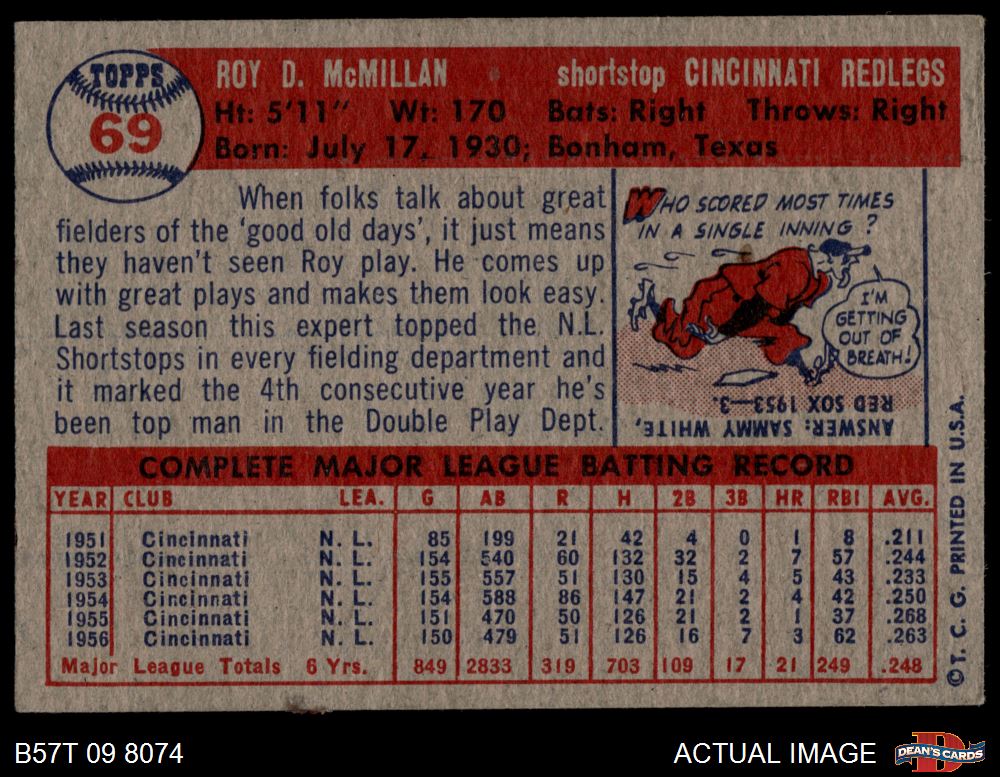 TOPPS
69
ROY D. McMILLAN shortstop CINCINNATI REDLEGS
Ht: 5'11" Wt: 170 Bats: Right Throws: Right
Born: July 17, 1930; Bonham, Texas
When folks talk about great
fielders of the 'good old days', it just means
they haven't seen Roy play. He comes up
with great plays and makes them look easy.
Last season this expert topped the N.L.
Shortstops in every fielding department and
it marked the 4th consecutive year he's
been top man in the Double Play Dept.
WHO SCORED MOST TIMES
IN A SINGLE INNING?
I'M
GETTING
OUT OF
BREATH!
ANSWER: SAMMY WHITE,
RED SOX 1953—3.
COMPLETE MAJOR LEAGUE BATTING RECORD
YEAR CLUB LEA. G AB R H 2B 3B HR RBI AVG.
1951 Cincinnati N. L. 85 199 21 42 4 0 1 8 .211
1952 Cincinnati N. L. 154 540 60 132 32 2 7 57 .244
1953 Cincinnati N. L. 155 557 51 130 15 4 5 43 .233
1954 Cincinnati N. L. 154 588 86 147 21 2 4 42 .250
1955 Cincinnati N. L. 151 470 50 126 21 2 1 37 .268
1956 Cincinnati N. L. 150 479 51 126 16 7 3 62 .263
Major League Totals 6 Yrs. 849 2833 319 703 109 17 21 249 .248
©T. C. G. PRINTED IN U.S.A.
B57T 09 8074
ACTUAL IMAGE
DEAN'S CARDS